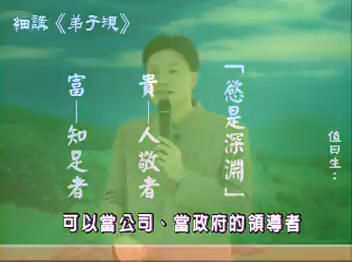 細講《弟子規》
「慾是深淵」
貴—人敬者
富—知足者
值日生：
可以當公司、當政府的領導者